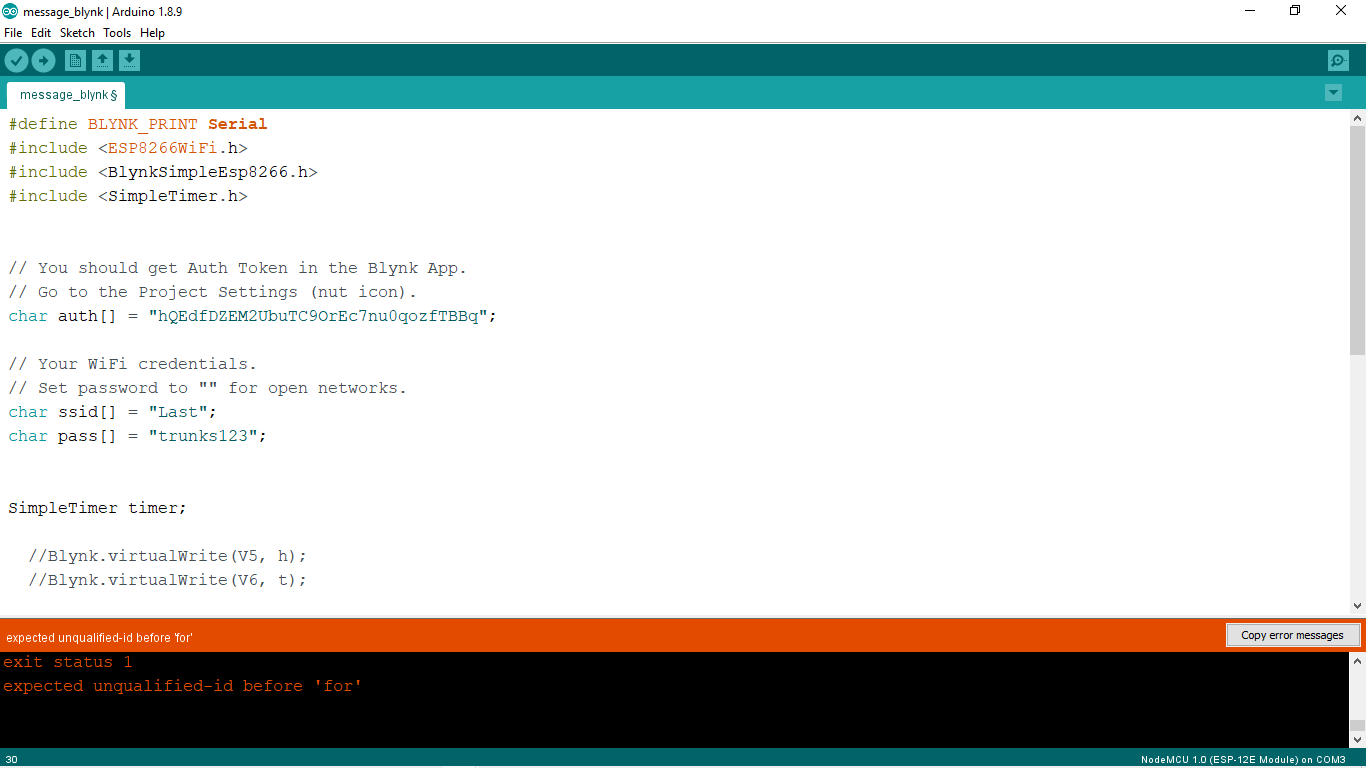 message_blynk | Arduino 1.8.9
File Edit Sketch Tools Help
message_blynk §
#define BLYNK_PRINT Serial
#include <ESP8266WiFi.h>
#include <BlynkSimpleEsp8266.h>
#include <SimpleTimer.h>
// You should get Auth Token in the Blynk App.
// Go to the Project Settings (nut icon).
char auth[] = "hQEdfDZEM2UbuTC9OrEc7nu0qozfTBBq";
// Your WiFi credentials.
// Set password to "" for open networks.
char ssid[] = "Last";
char pass[] = "trunks123";
SimpleTimer timer;
//Blynk.virtualWrite(V5, h);
//Blynk.virtualWrite(V6, t);
expected unqualified-id before 'for'
Copy error messages
exit status 1
expected unqualified-id before 'for'
30
NodeMCU 1.0 (ESP-12E Module) on COM3